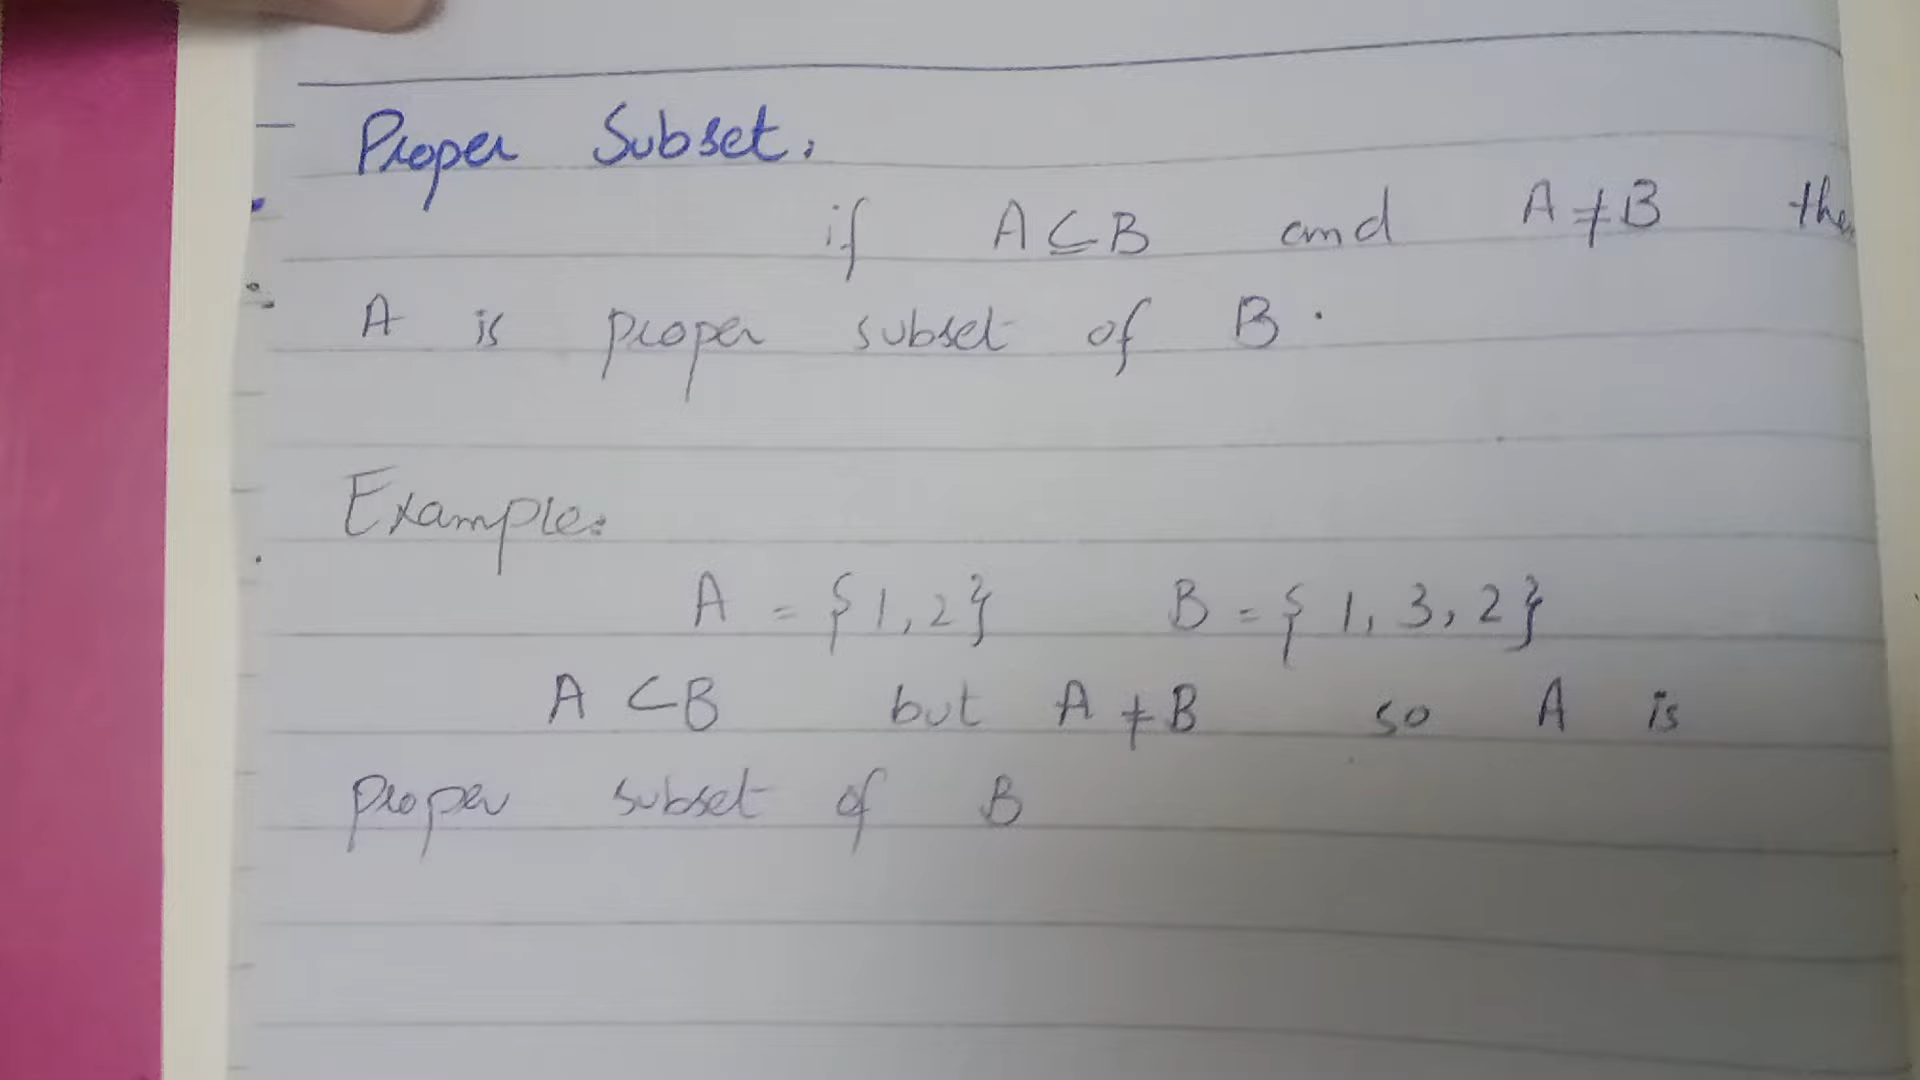 Proper Subset.
if A ⊆ B and A ≠ B the
A is proper subset of B.
Example:
A = {1, 2} B = { 1, 3, 2}
A ⊂ B but A ≠ B so A is
proper subset of B